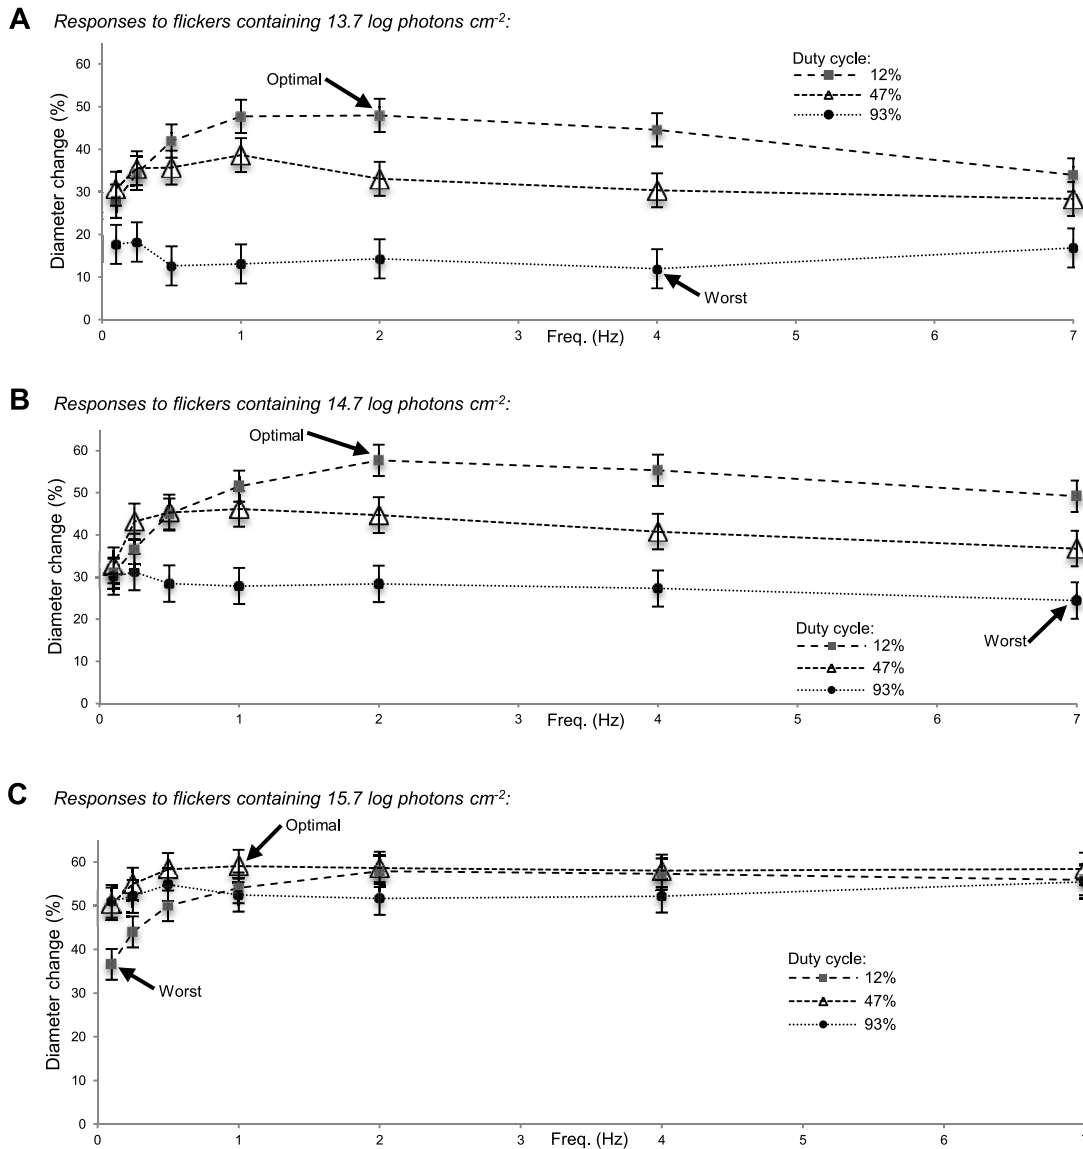 A Responses to flickers containing 13.7 log photons cm-2:
Duty cycle:
12%
47%
93%
Optimal
Worst
Diameter change (%)
60
50
40
30
20
10
0
0 1 2 3 4 5 6 7
Freq. (Hz)
B Responses to flickers containing 14.7 log photons cm-2:
Optimal
Worst
Duty cycle:
12%
47%
93%
Diameter change (%)
60
50
40
30
20
10
0
0 1 2 3 4 5 6 7
Freq. (Hz)
C Responses to flickers containing 15.7 log photons cm-2:
Optimal
Worst
Duty cycle:
12%
47%
93%
Diameter change (%)
60
50
40
30
20
10
0
0 1 2 3 4 5 6
Freq. (Hz)